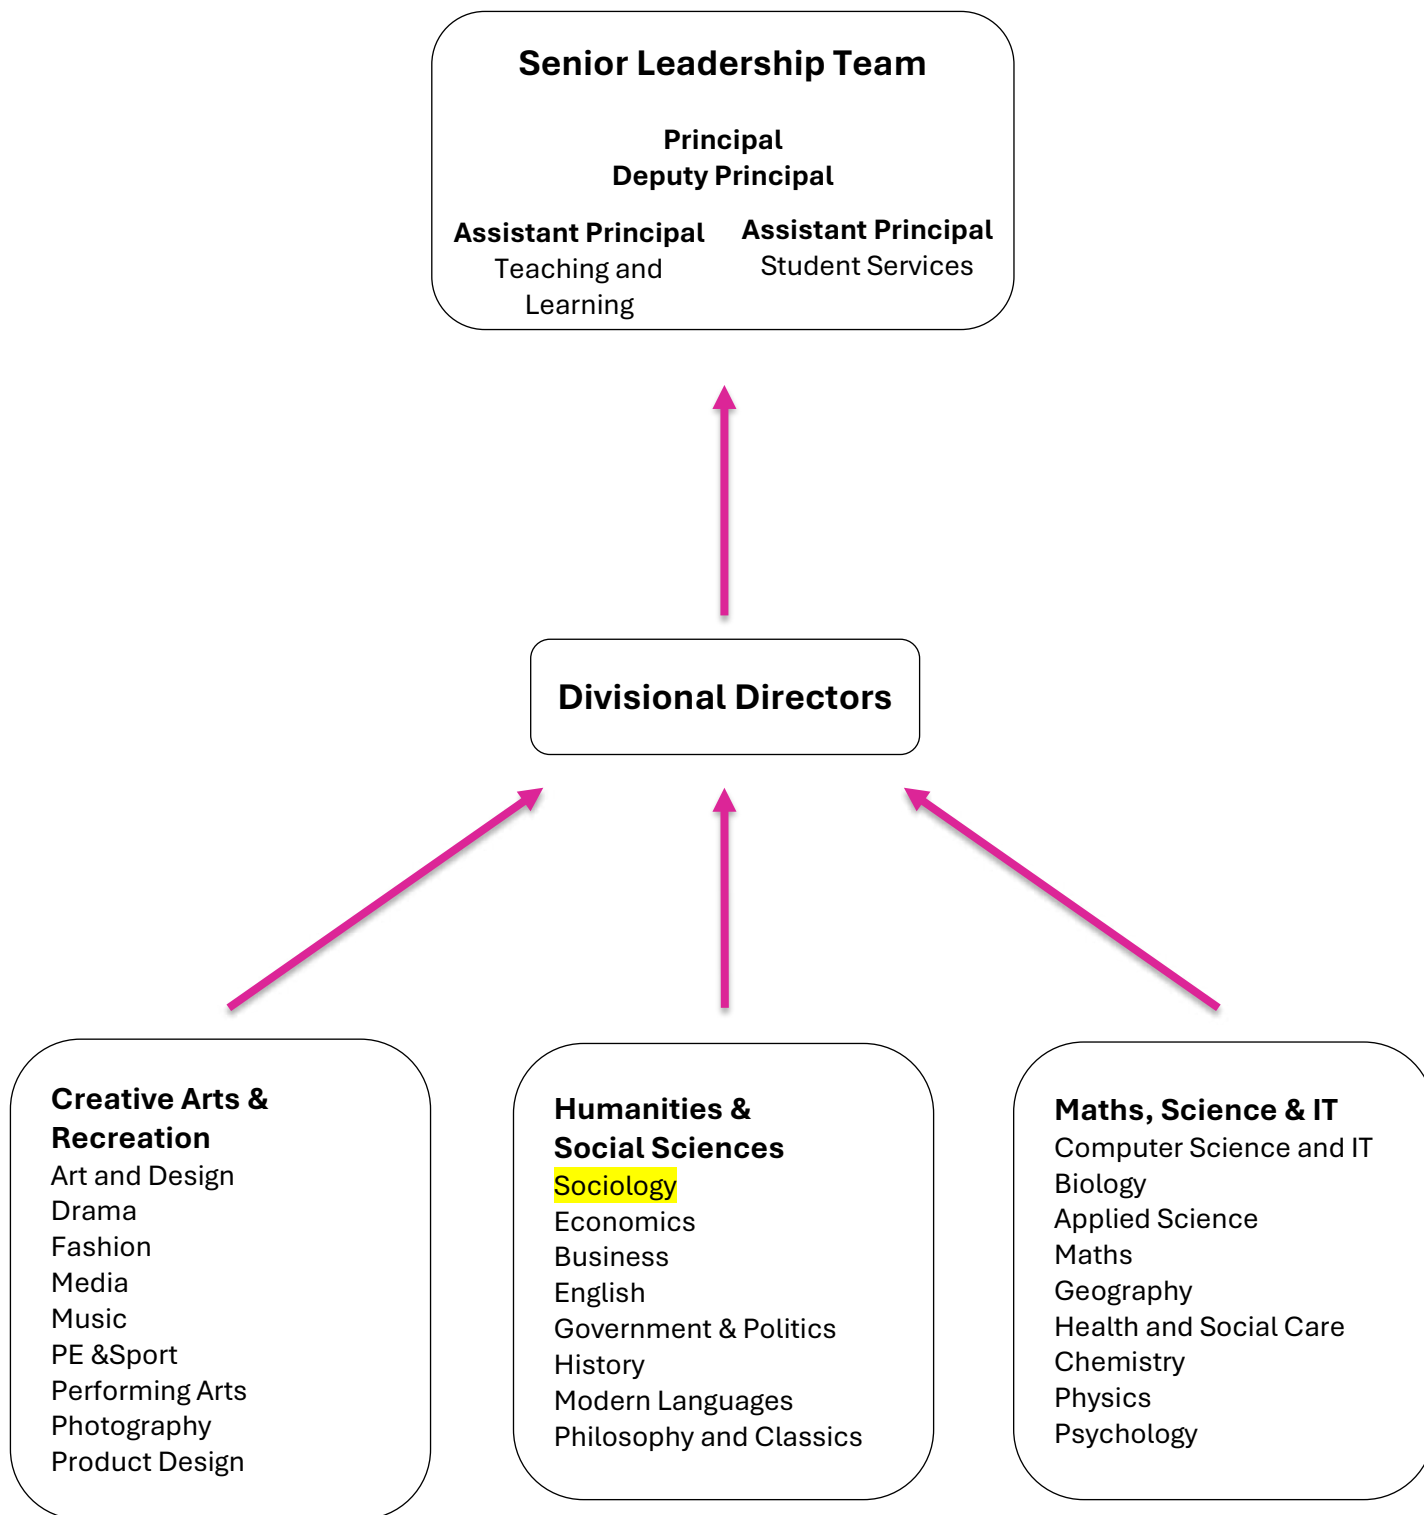 Senior Leadership Team
Principal
Deputy Principal
Assistant Principal
Teaching and
Learning
Assistant Principal
Student Services
Divisional Directors
Creative Arts &
Recreation
Art and Design
Drama
Fashion
Media
Music
PE &Sport
Performing Arts
Photography
Product Design
Humanities &
Social Sciences
Sociology
Economics
Business
English
Government & Politics
History
Modern Languages
Philosophy and Classics
Maths, Science & IT
Computer Science and IT
Biology
Applied Science
Maths
Geography
Health and Social Care
Chemistry
Physics
Psychology